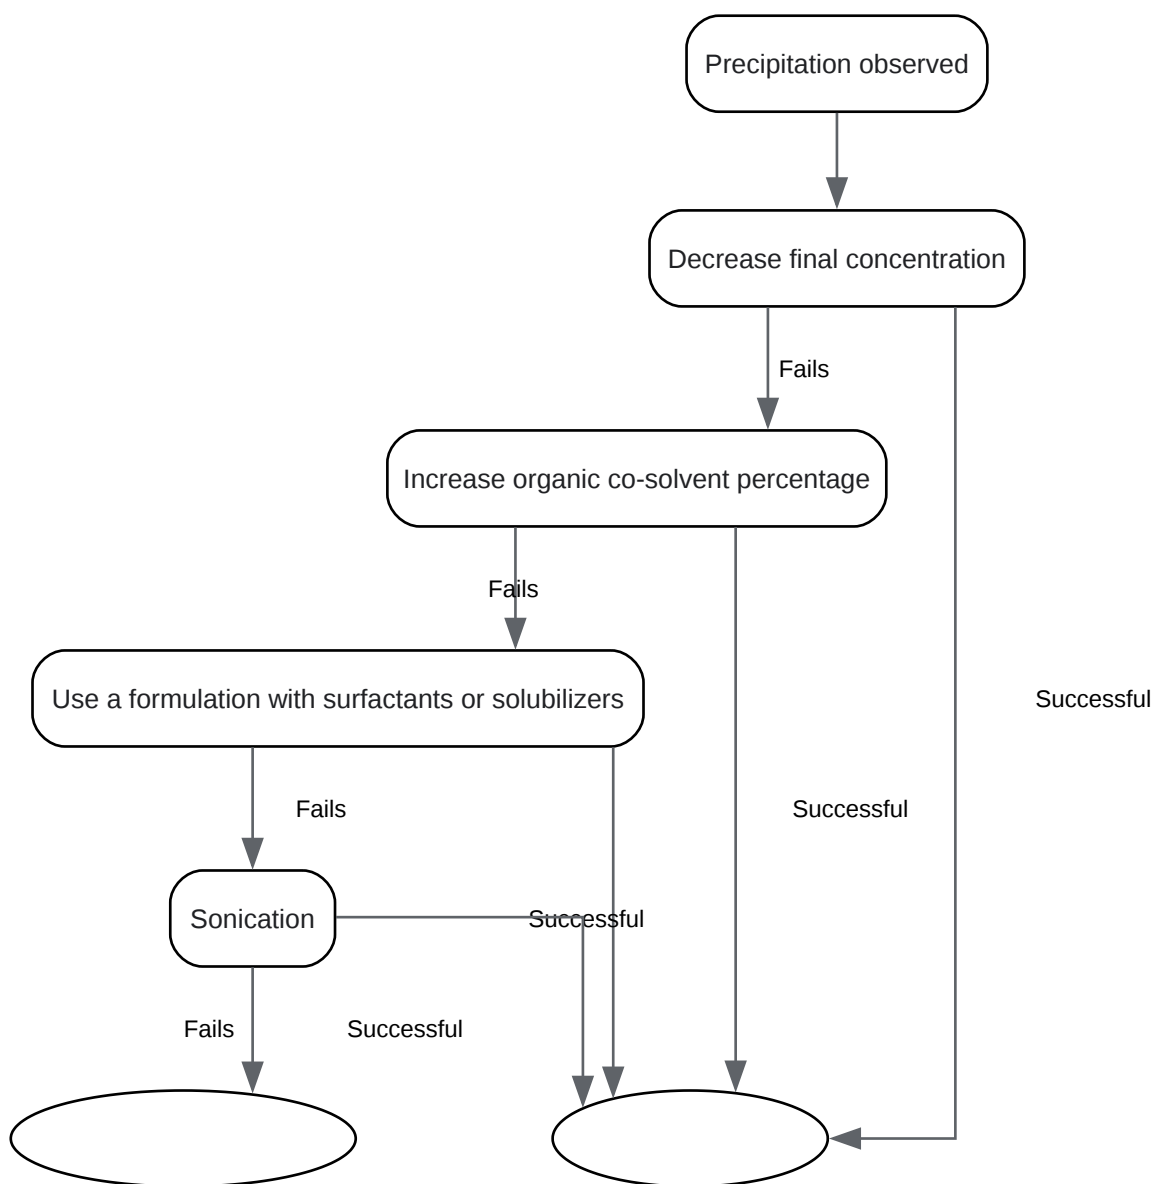 Precipitation observed
Decrease final concentration
Fails
Increase organic co-solvent percentage
Fails
Use a formulation with surfactants or solubilizers
Successful
Fails
Successful
Sonication
Successful
Fails
Successful